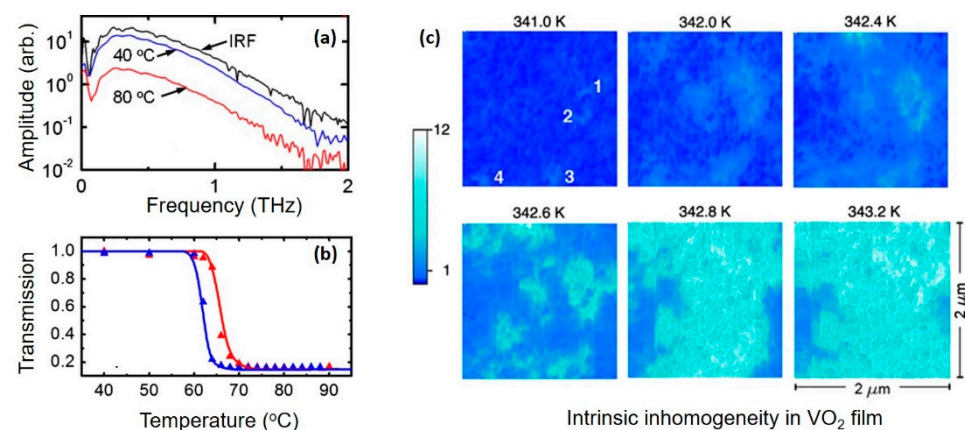 (a)
Amplitude (arb.)
10¹
10⁰
10⁻¹
10⁻²
IRF
40 °C
80 °C
0 1 2
Frequency (THz)
(b)
Transmission
1.0
0.8
0.6
0.4
0.2
40 50 60 70 80 90
Temperature (°C)
(c)
12
1
341.0 K 342.0 K 342.4 K
1
2
4 3
342.6 K 342.8 K 343.2 K
2 μm
2 μm
Intrinsic inhomogeneity in VO₂ film